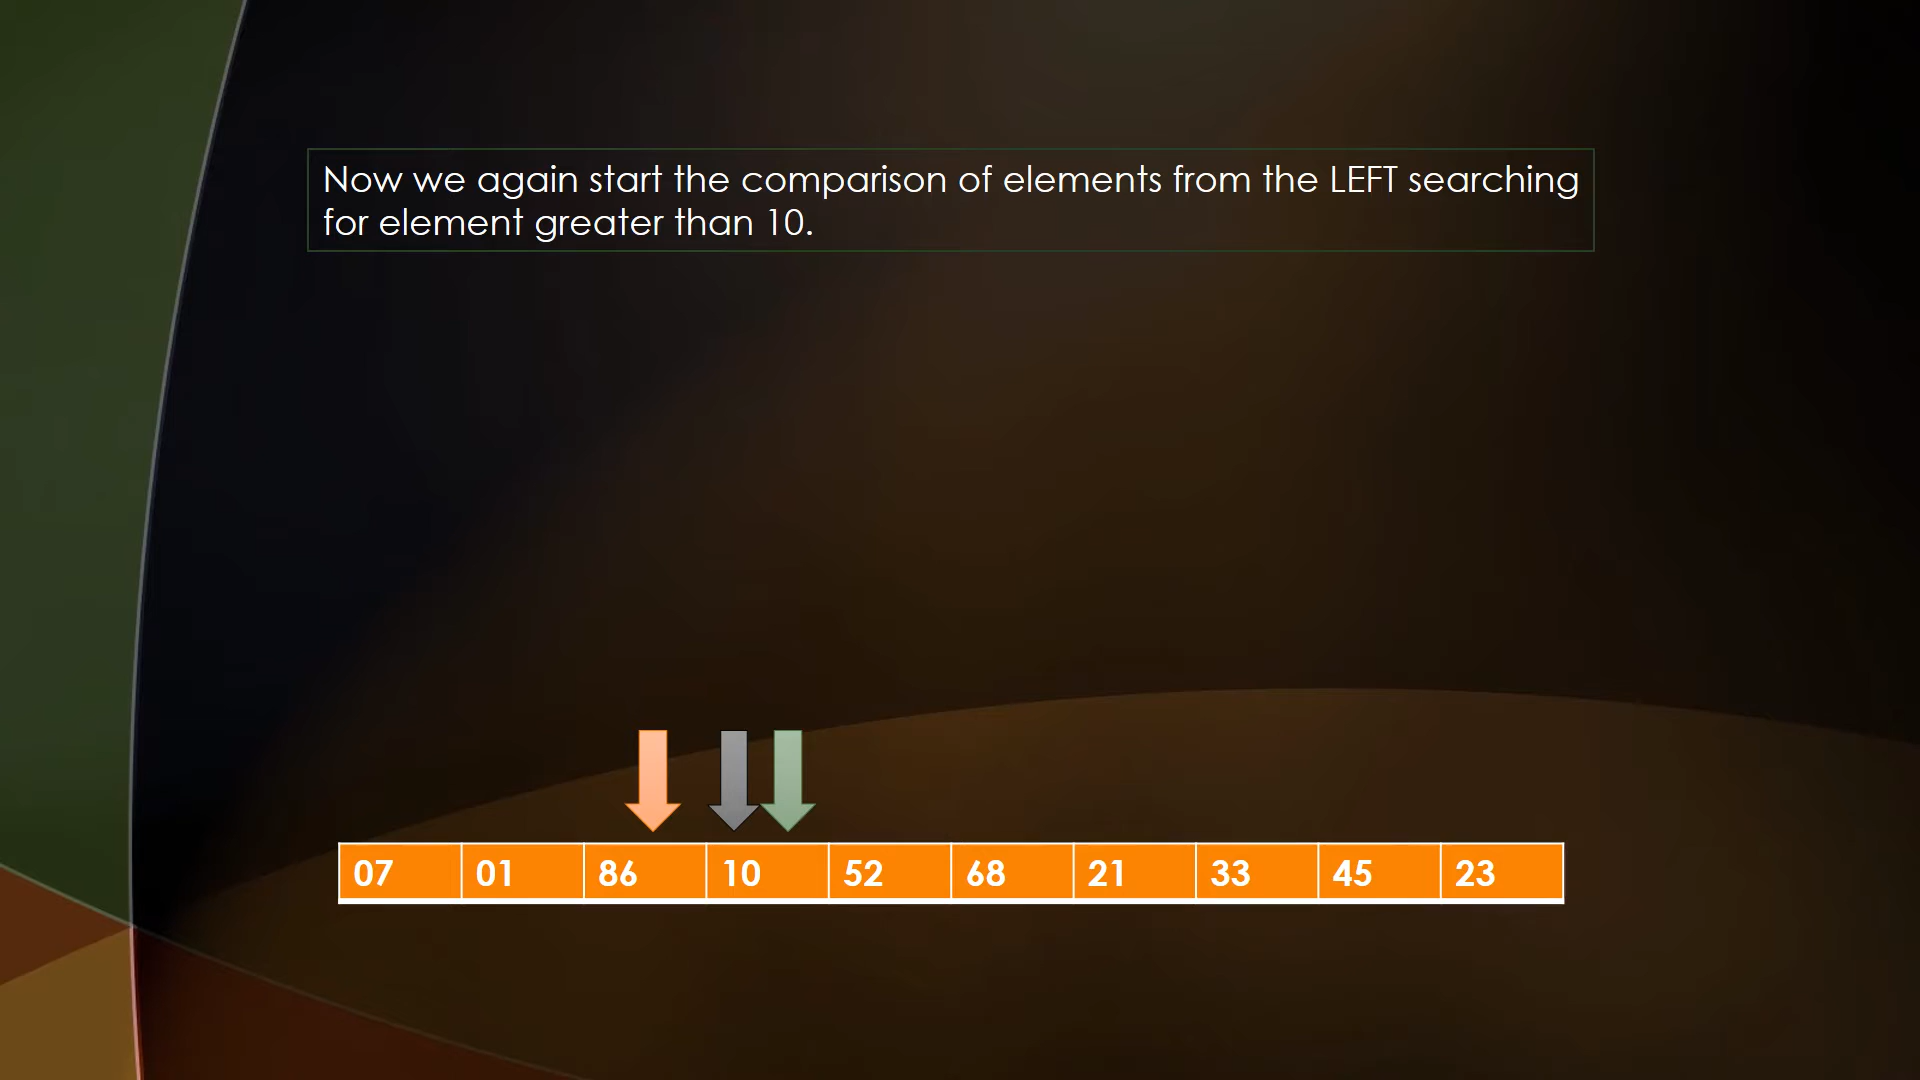 Now we again start the comparison of elements from the LEFT searching
for element greater than 10.
07 01 86 10 52 68 21 33 45 23